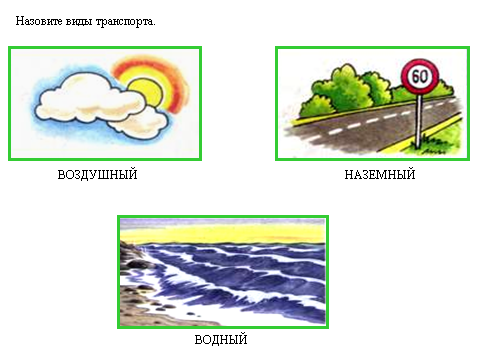 Назовите виды транспорта.
ВОЗДУШНЫЙ
НАЗЕМНЫЙ
60
ВОДНЫЙ